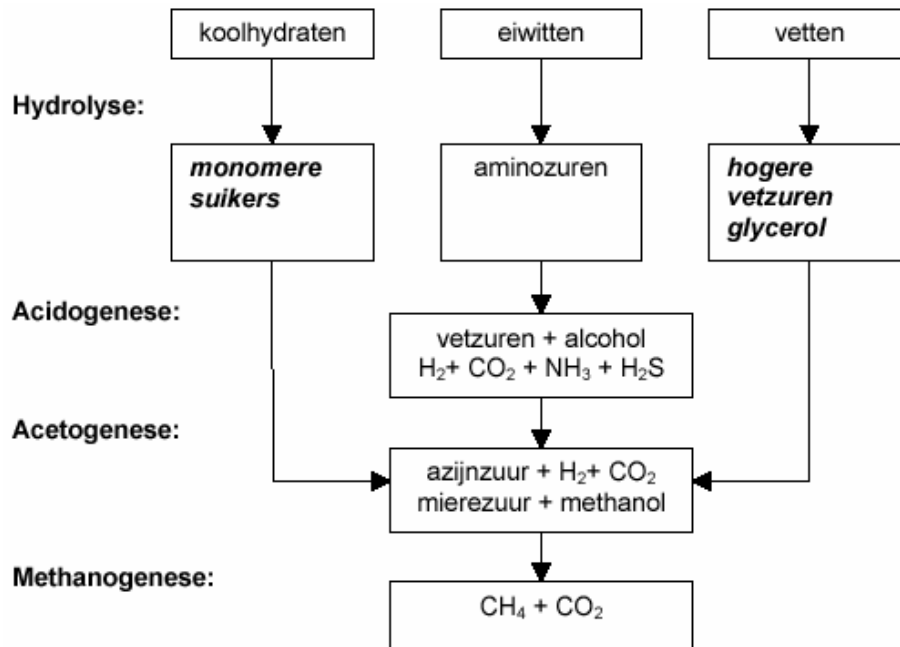 koolhydraten
eiwitten
vetten
Hydrolyse:
monomere
suikers
aminozuren
hogere
vetzuren
glycerol
Acidogenese:
vetzuren + alcohol
H₂+ CO₂ + NH₃ + H₂S
Acetogenese:
azijnzuur + H₂+ CO₂
mierezuur + methanol
Methanogenese:
CH₄ + CO₂